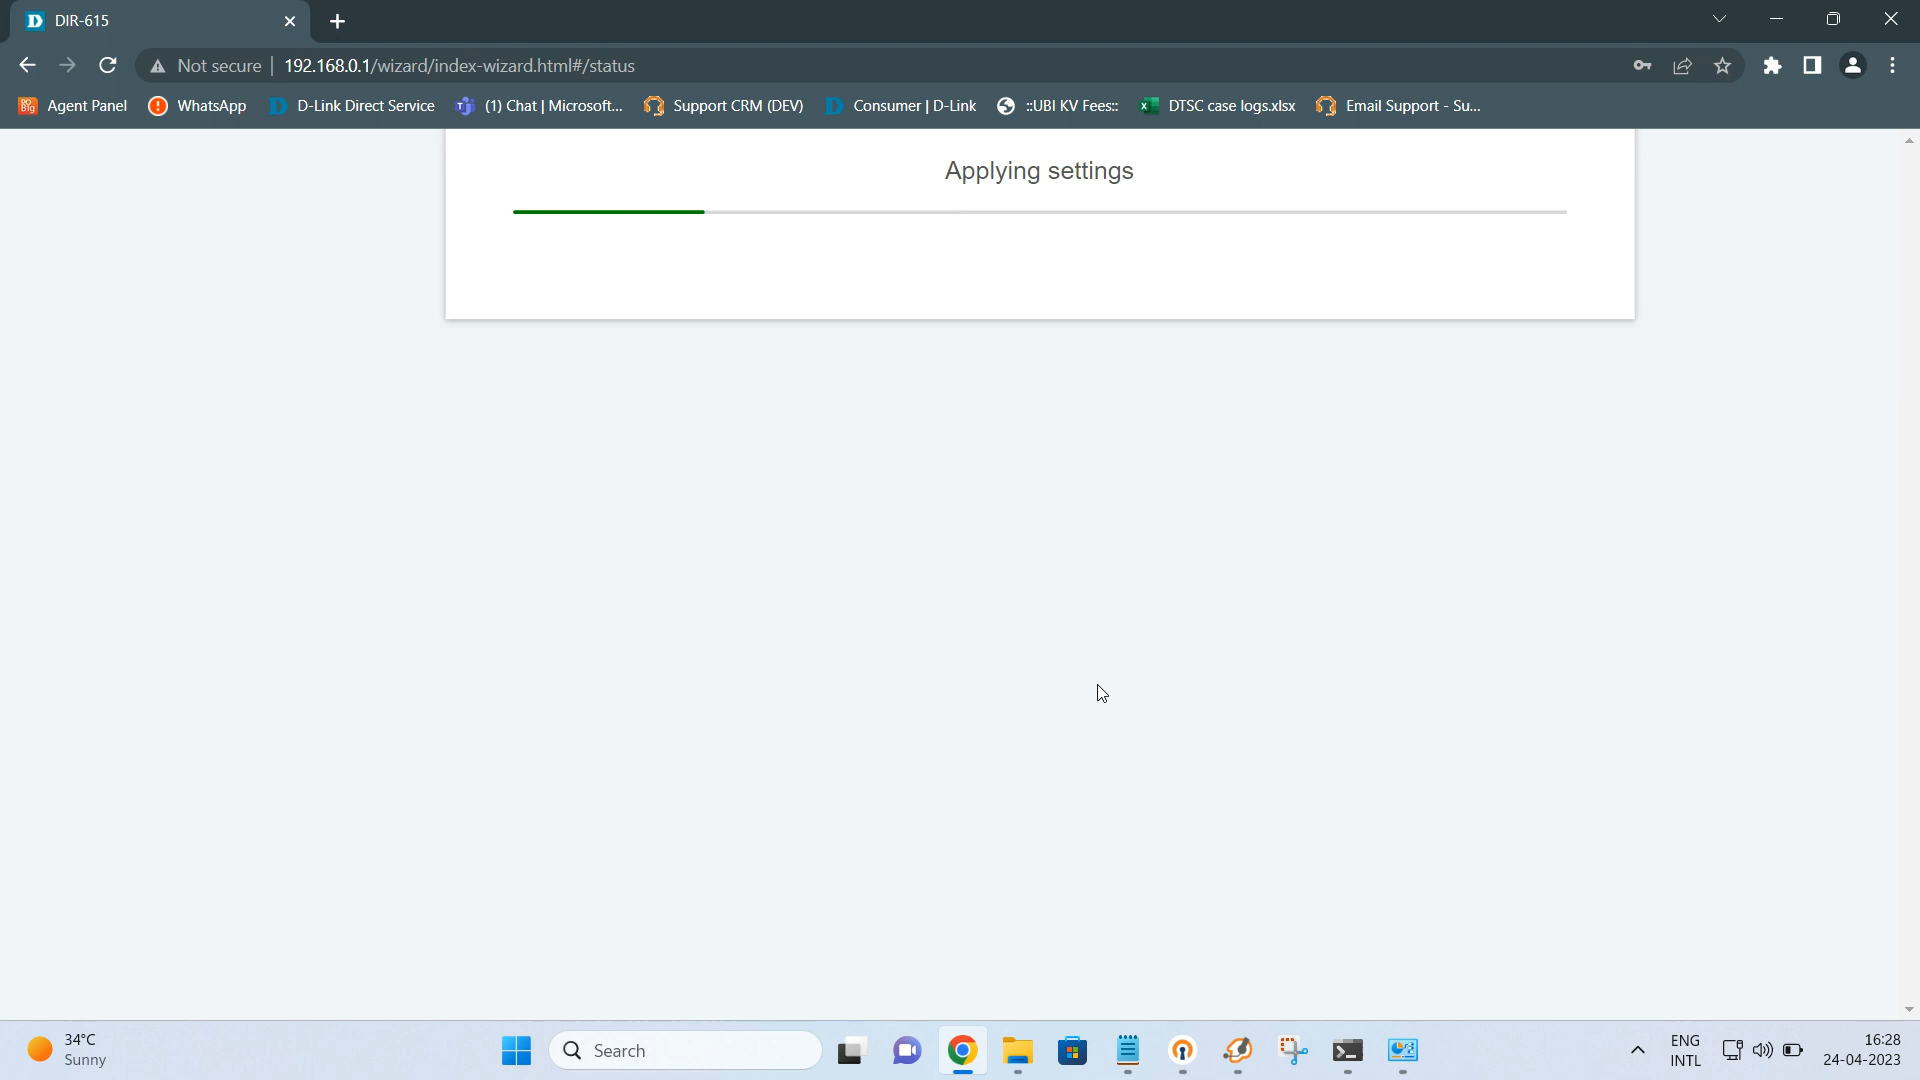 DIR-615
Not secure 192.168.0.1/wizard/index-wizard.html#/status
Agent Panel WhatsApp D-Link Direct Service (1) Chat | Microsoft... Support CRM (DEV) Consumer | D-Link ::UBI KV Fees:: DTSC case logs.xlsx Email Support - Su...
Applying settings
34°C
Sunny
Search
ENG
INTL
16:28
24-04-2023